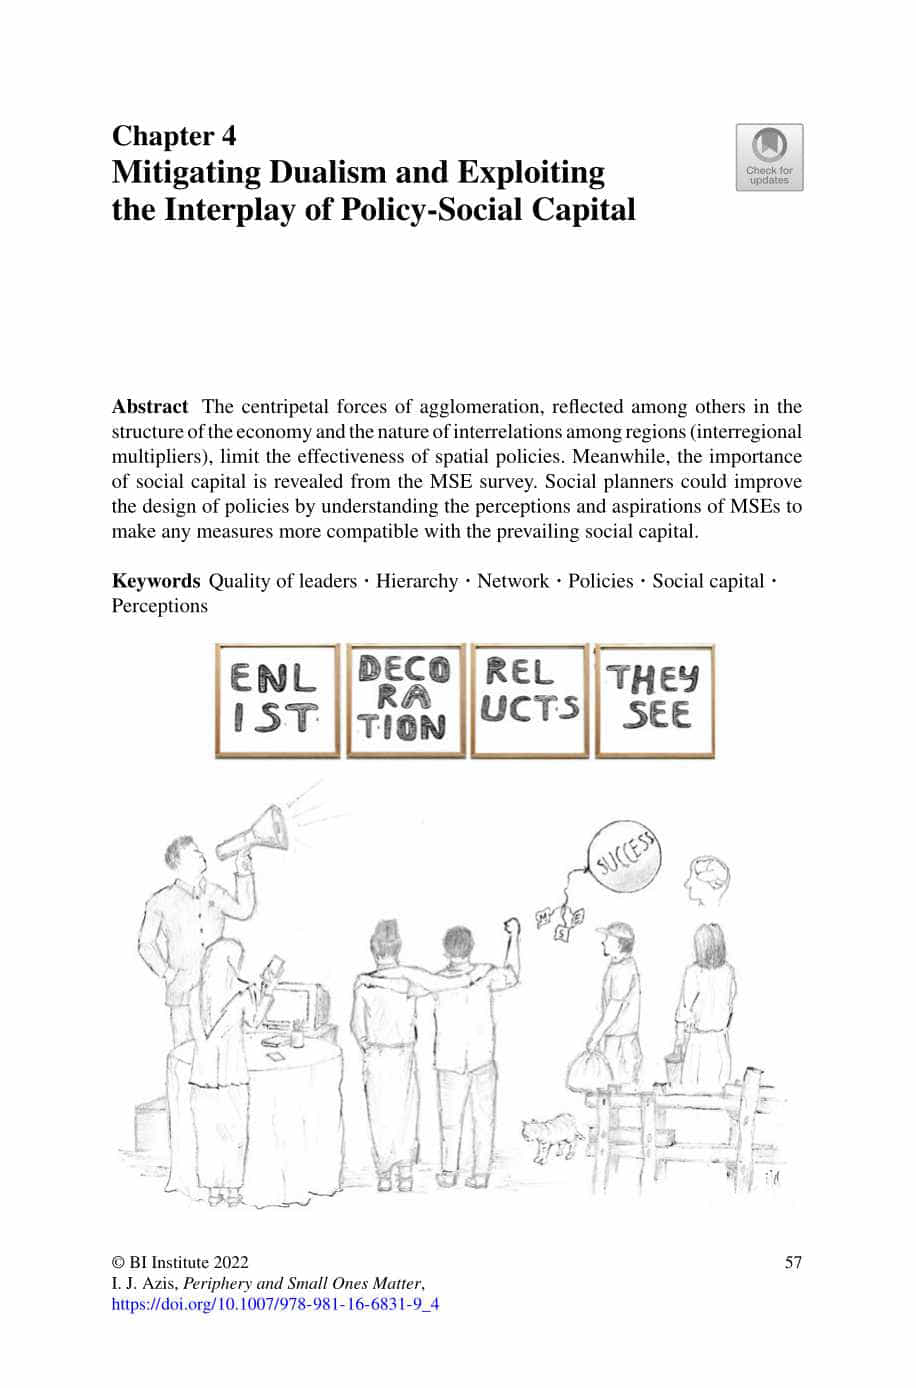 Chapter 4
Mitigating Dualism and Exploiting
the Interplay of Policy-Social Capital
Check for
updates
Abstract The centripetal forces of agglomeration, reflected among others in the
structure of the economy and the nature of interrelations among regions (interregional
multipliers), limit the effectiveness of spatial policies. Meanwhile, the importance
of social capital is revealed from the MSE survey. Social planners could improve
the design of policies by understanding the perceptions and aspirations of MSEs to
make any measures more compatible with the prevailing social capital.
Keywords Quality of leaders · Hierarchy · Network · Policies · Social capital ·
Perceptions
ENL
IST
DECO
RA
TION
REL
UCTS
THEY
SEE
SUCCESS
M
S
E
© BI Institute 2022
57
I. J. Azis, Periphery and Small Ones Matter,
https://doi.org/10.1007/978-981-16-6831-9_4